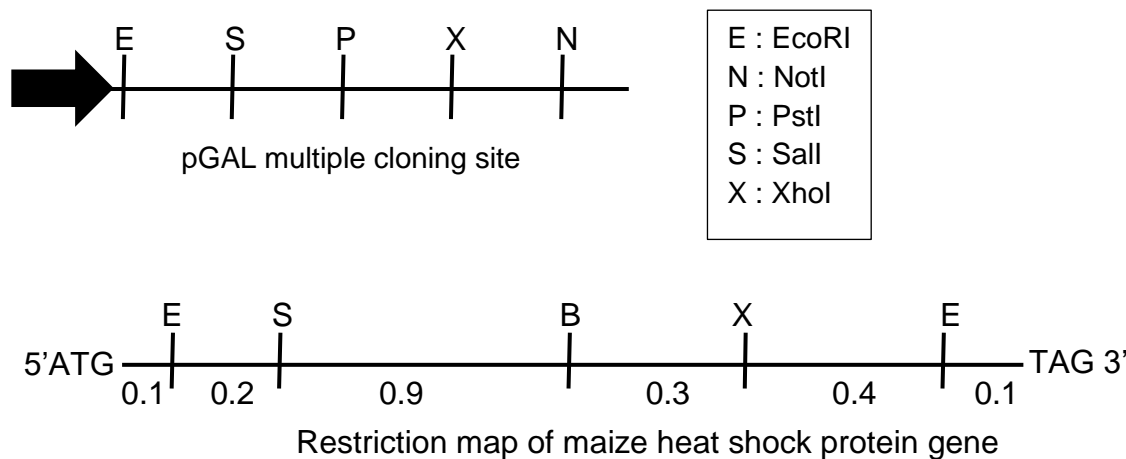 E S P X N
pGAL multiple cloning site
E : EcoRI
N : NotI
P : PstI
S : SalI
X : XhoI
E S B X E
5’ATG TAG 3’
0.1 0.2 0.9 0.3 0.4 0.1
Restriction map of maize heat shock protein gene